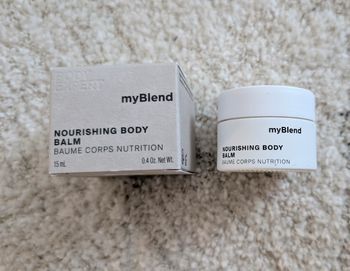 BODY
EXPERT
myBlend
NOURISHING BODY
BALM
BAUME CORPS NUTRITION
15 mL
0.4 Oz. Net Wt.
myBlend
NOURISHING BODY
BALM
BAUME CORPS NUTRITION